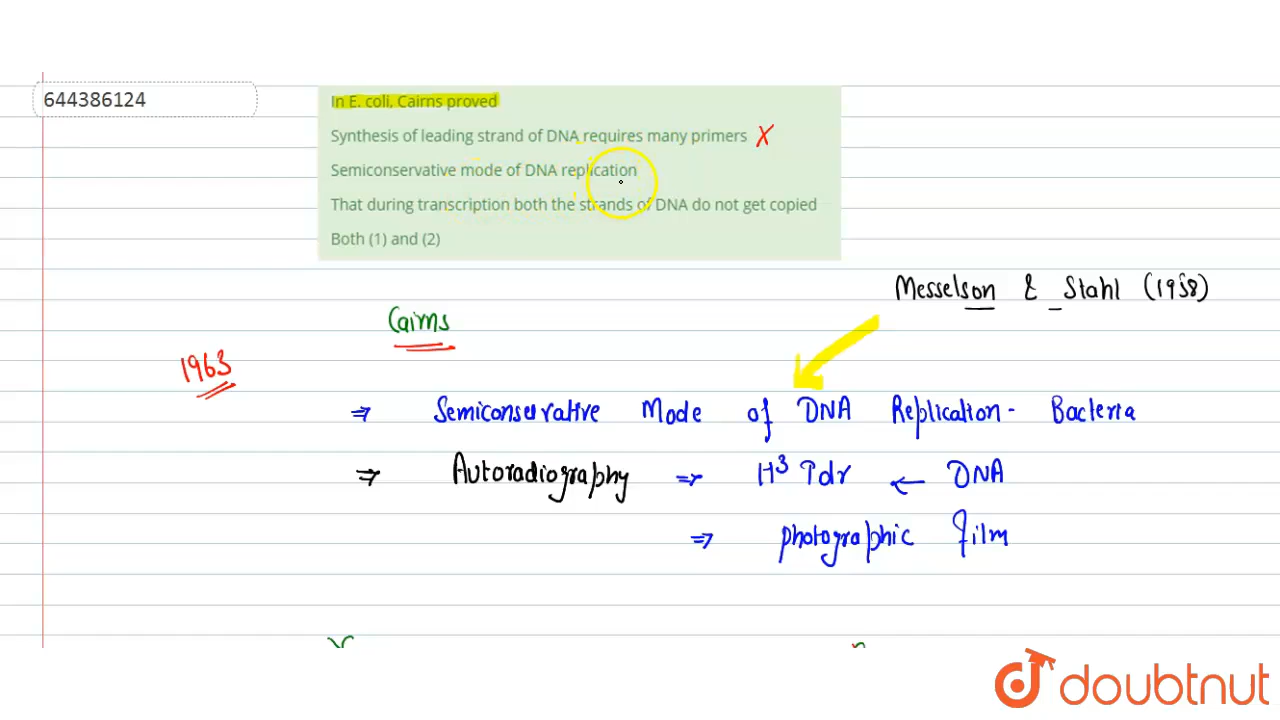 644386124
In E. coli, Cairns proved
Synthesis of leading strand of DNA requires many primers X
Semiconservative mode of DNA replication
That during transcription both the strands of DNA do not get copied
Both (1) and (2)
Messelson & Stahl (1958)
Cairns
1963
⇒ Semiconservative Mode of DNA Replication - Bacteria
⇒ Autoradiography ⇒ H³ Tdr ← DNA
⇒ Photographic film
doubtnut